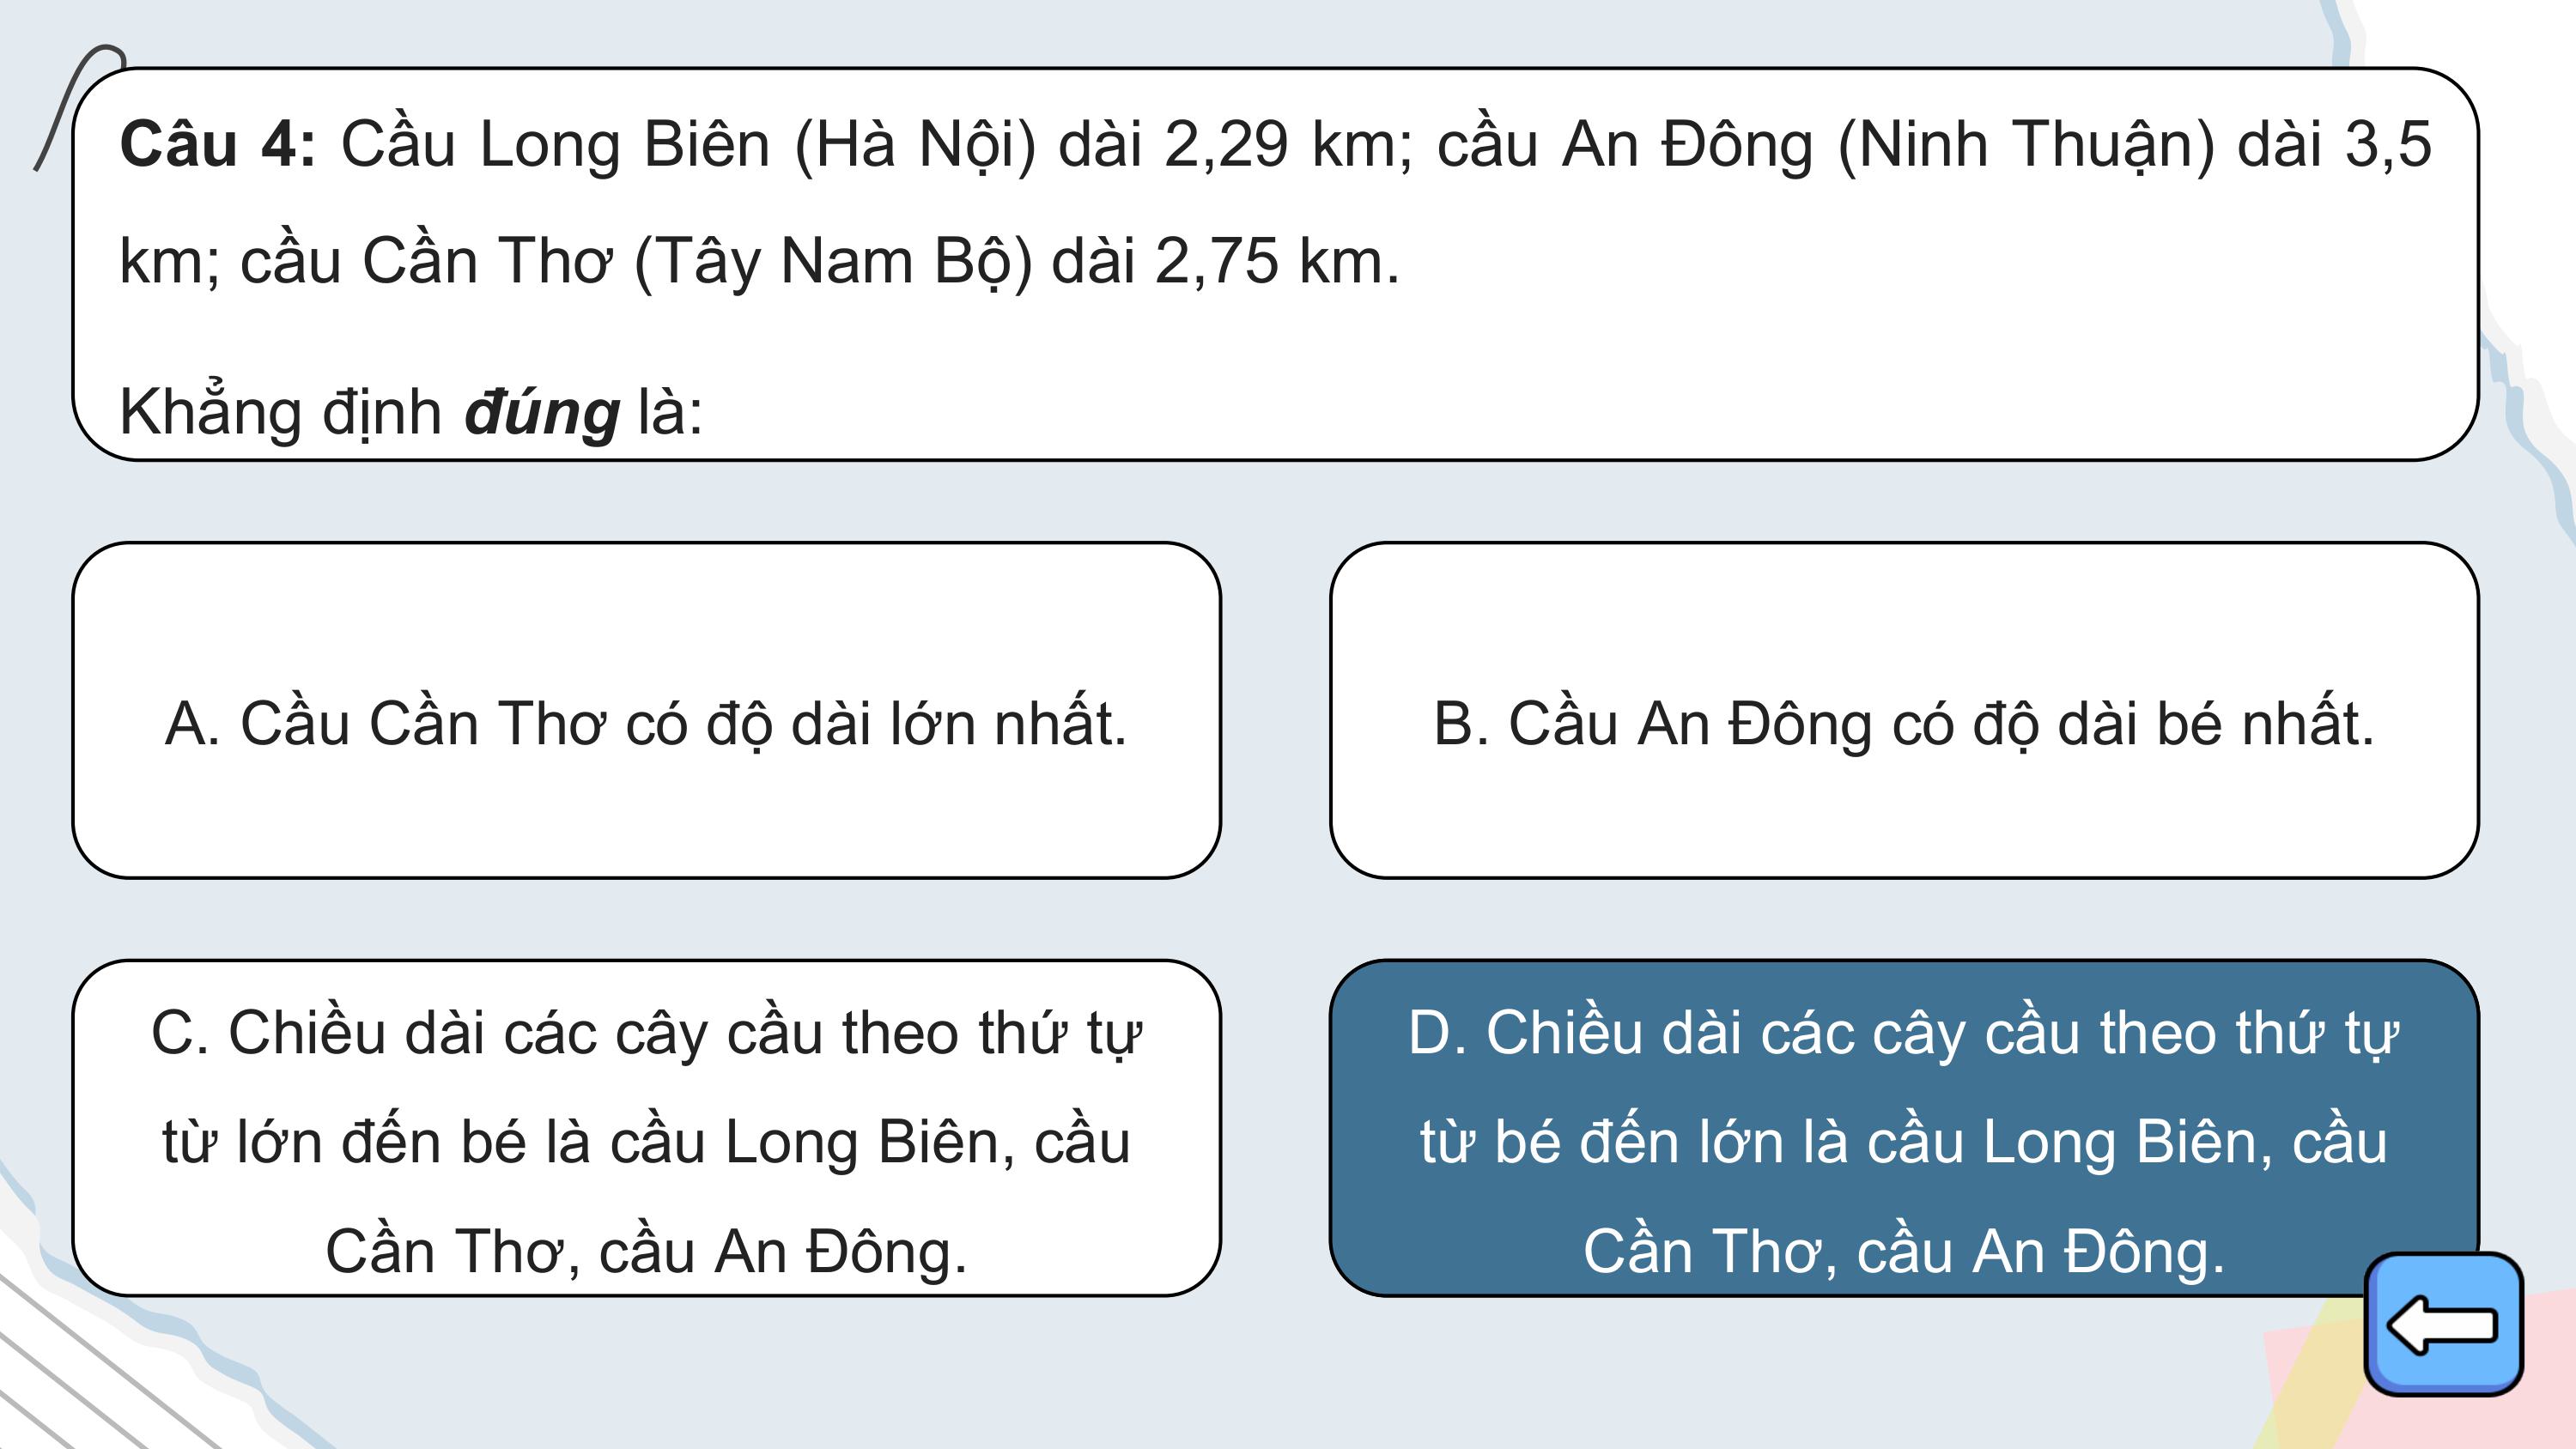 Câu 4: Cầu Long Biên (Hà Nội) dài 2,29 km; cầu An Đông (Ninh Thuận) dài 3,5
km; cầu Cần Thơ (Tây Nam Bộ) dài 2,75 km.
Khẳng định đúng là:
A. Cầu Cần Thơ có độ dài lớn nhất.
B. Cầu An Đông có độ dài bé nhất.
C. Chiều dài các cây cầu theo thứ tự
từ lớn đến bé là cầu Long Biên, cầu
Cần Thơ, cầu An Đông.
D. Chiều dài các cây cầu theo thứ tự
từ bé đến lớn là cầu Long Biên, cầu
Cần Thơ, cầu An Đông.